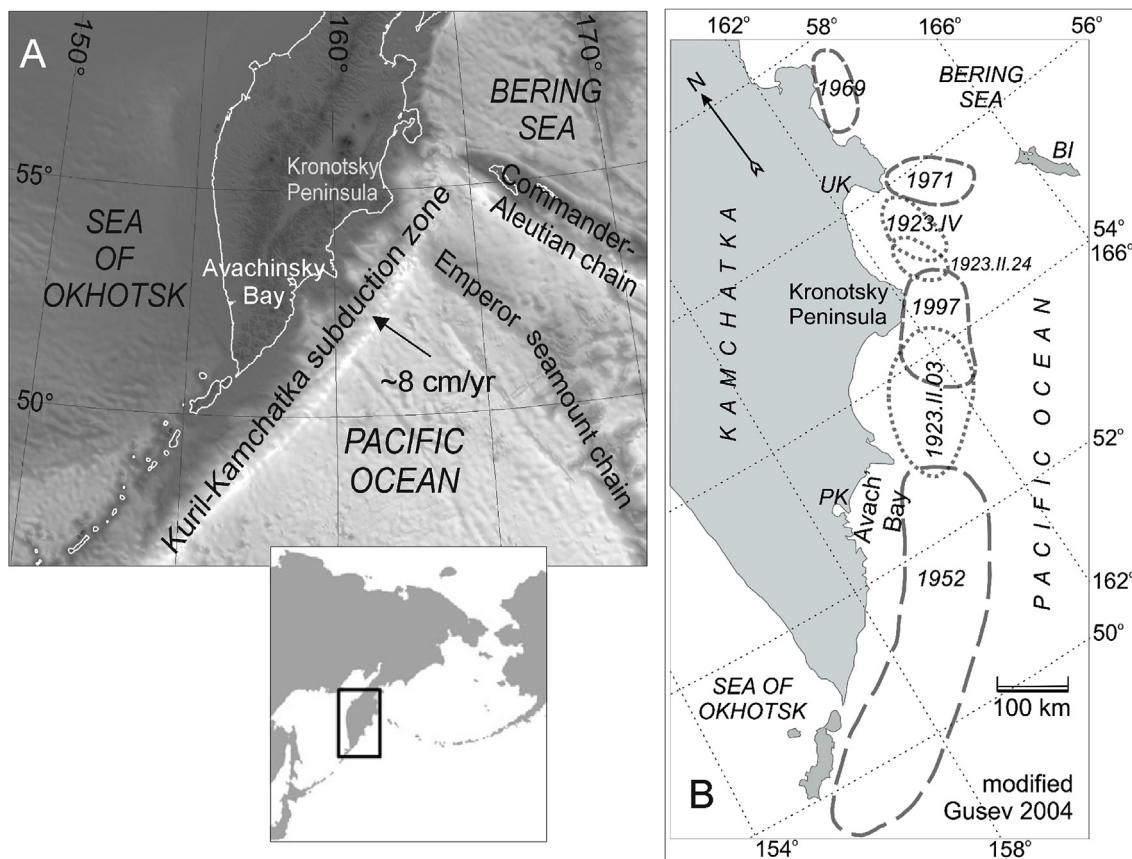 A
150°
160°
170°
BERING
SEA
Kronotsky
Peninsula
55°
Commander-
Aleutian chain
SEA
OF
OKHOTSK
Avachinsky
Bay
Kuril-Kamchatka subduction zone
Emperor seamount chain
~8 cm/yr
50°
PACIFIC
OCEAN
162°
58°
166°
56°
N
1969
BERING
SEA
BI
UK
1971
1923.IV
54°
166°
1923.II.24
KAMCHATKA
Kronotsky
Peninsula
1997
1923.II.03
PACIFIC OCEAN
52°
PK
Avach
Bay
1952
162°
50°
SEA OF
OKHOTSK
100 km
B
modified
Gusev 2004
154°
158°